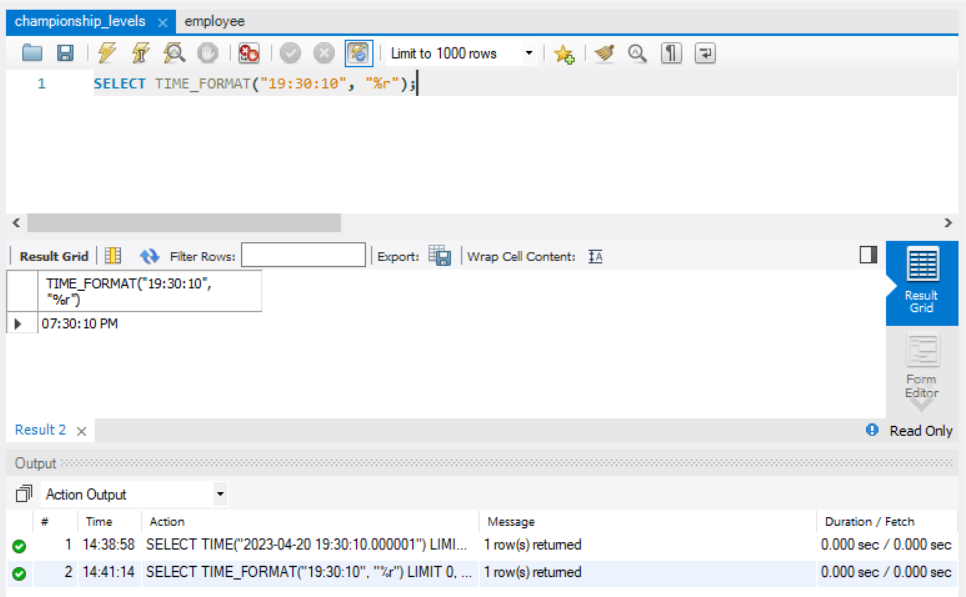 championship_levels employee
Limit to 1000 rows
1 SELECT TIME_FORMAT("19:30:10", "%r");
Result Grid Filter Rows: Export: Wrap Cell Content:
TIME_FORMAT("19:30:10",
"%r")
07:30:10 PM
Result
Grid
Form
Editor
Result 2 Read Only
Output
Action Output
# Time Action Message Duration / Fetch
1 14:38:58 SELECT TIME("2023-04-20 19:30:10.000001") LIMI... 1 row(s) returned 0.000 sec / 0.000 sec
2 14:41:14 SELECT TIME_FORMAT("19:30:10", "%r") LIMIT 0, ... 1 row(s) returned 0.000 sec / 0.000 sec